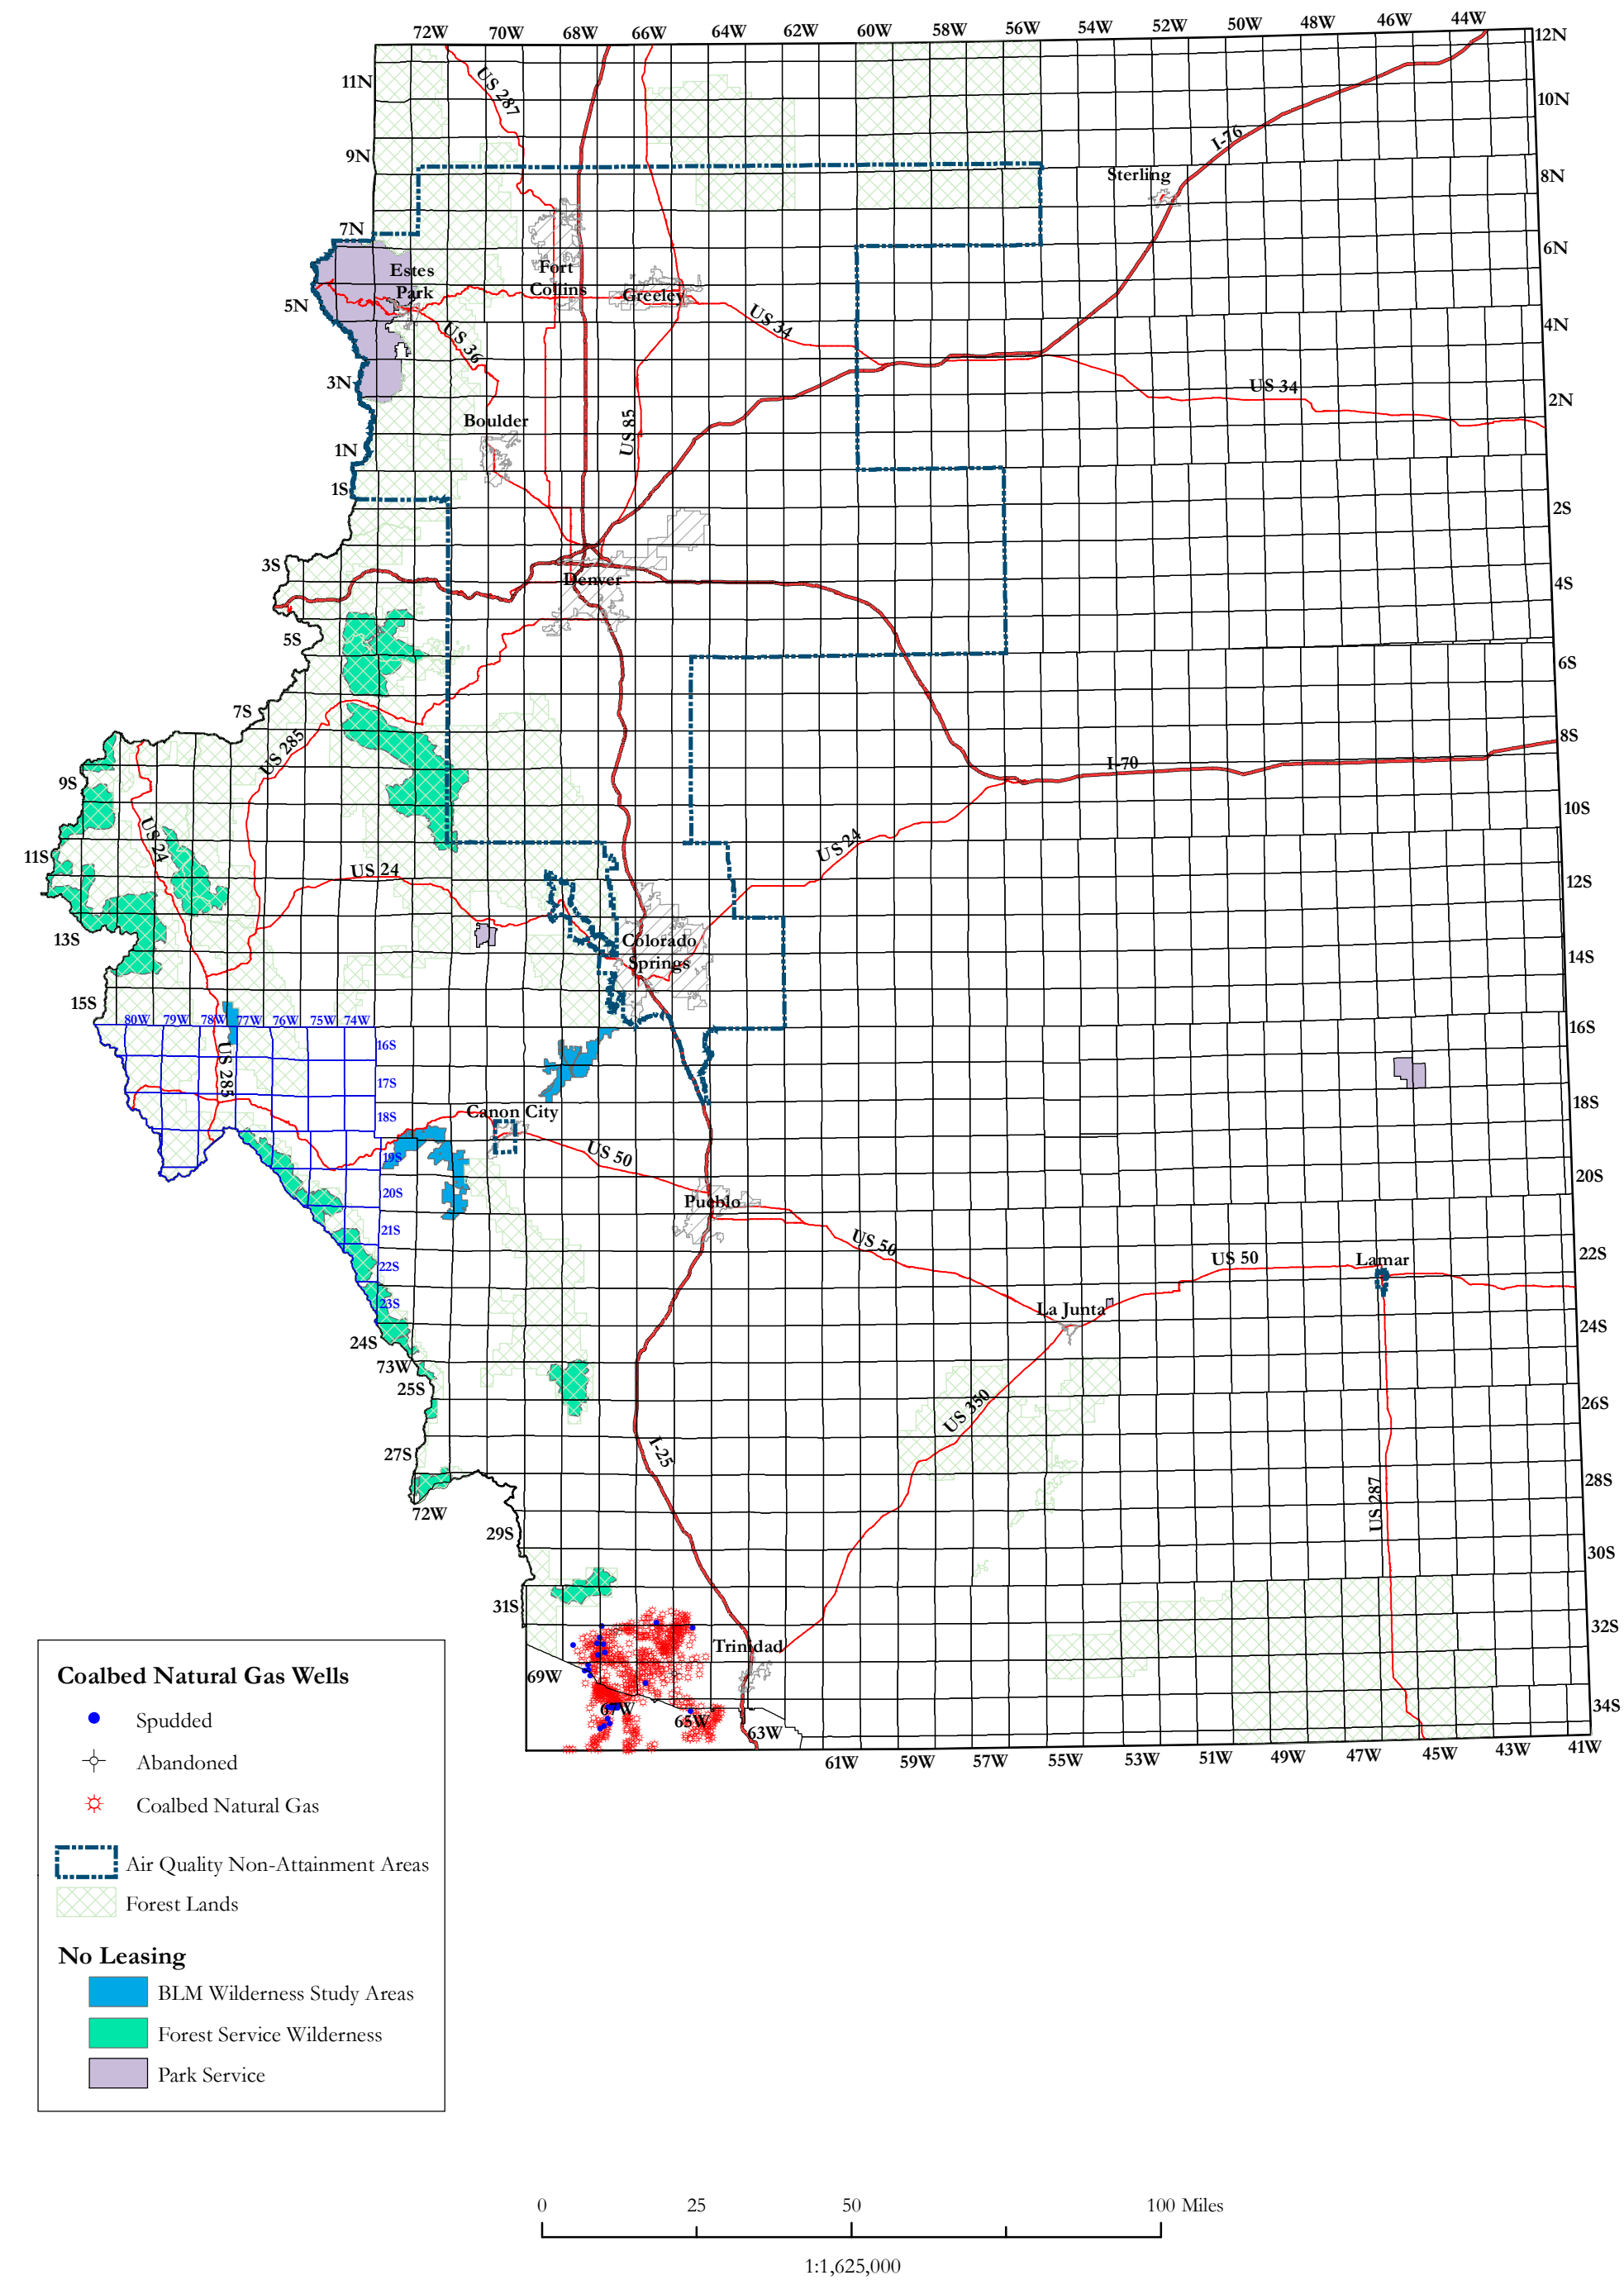 72W 70W 68W 66W 64W 62W 60W 58W 56W 54W 52W 50W 48W 46W 44W
12N
11N
10N
US 287
I-76
9N
Sterling
8N
7N
6N
Estes
Park
Fort
Collins
Greeley
5N
US 34
4N
US 36
3N
US 34
2N
Boulder
US 85
1N
1S
2S
3S
Denver
4S
5S
6S
7S
8S
US 285
I-70
9S
10S
US 24
US 24
11S
US 24
12S
13S
Colorado
Springs
14S
15S
80W 79W 78W 77W 76W 75W 74W
16S
16S
US 285
17S
18S
18S
Canon City
US 50
19S
20S
20S
Pueblo
21S
US 50
22S
US 50
Lamar
22S
23S
La Junta
24S
24S
73W
25S
US 350
26S
27S
I-25
28S
72W
US 287
29S
30S
31S
32S
Trinidad
69W
67W
65W
63W
34S
61W 59W 57W 55W 53W 51W 49W 47W 45W 43W 41W
Coalbed Natural Gas Wells
Spudded
Abandoned
Coalbed Natural Gas
Air Quality Non-Attainment Areas
Forest Lands
No Leasing
BLM Wilderness Study Areas
Forest Service Wilderness
Park Service
0 25 50 100 Miles
1:1,625,000